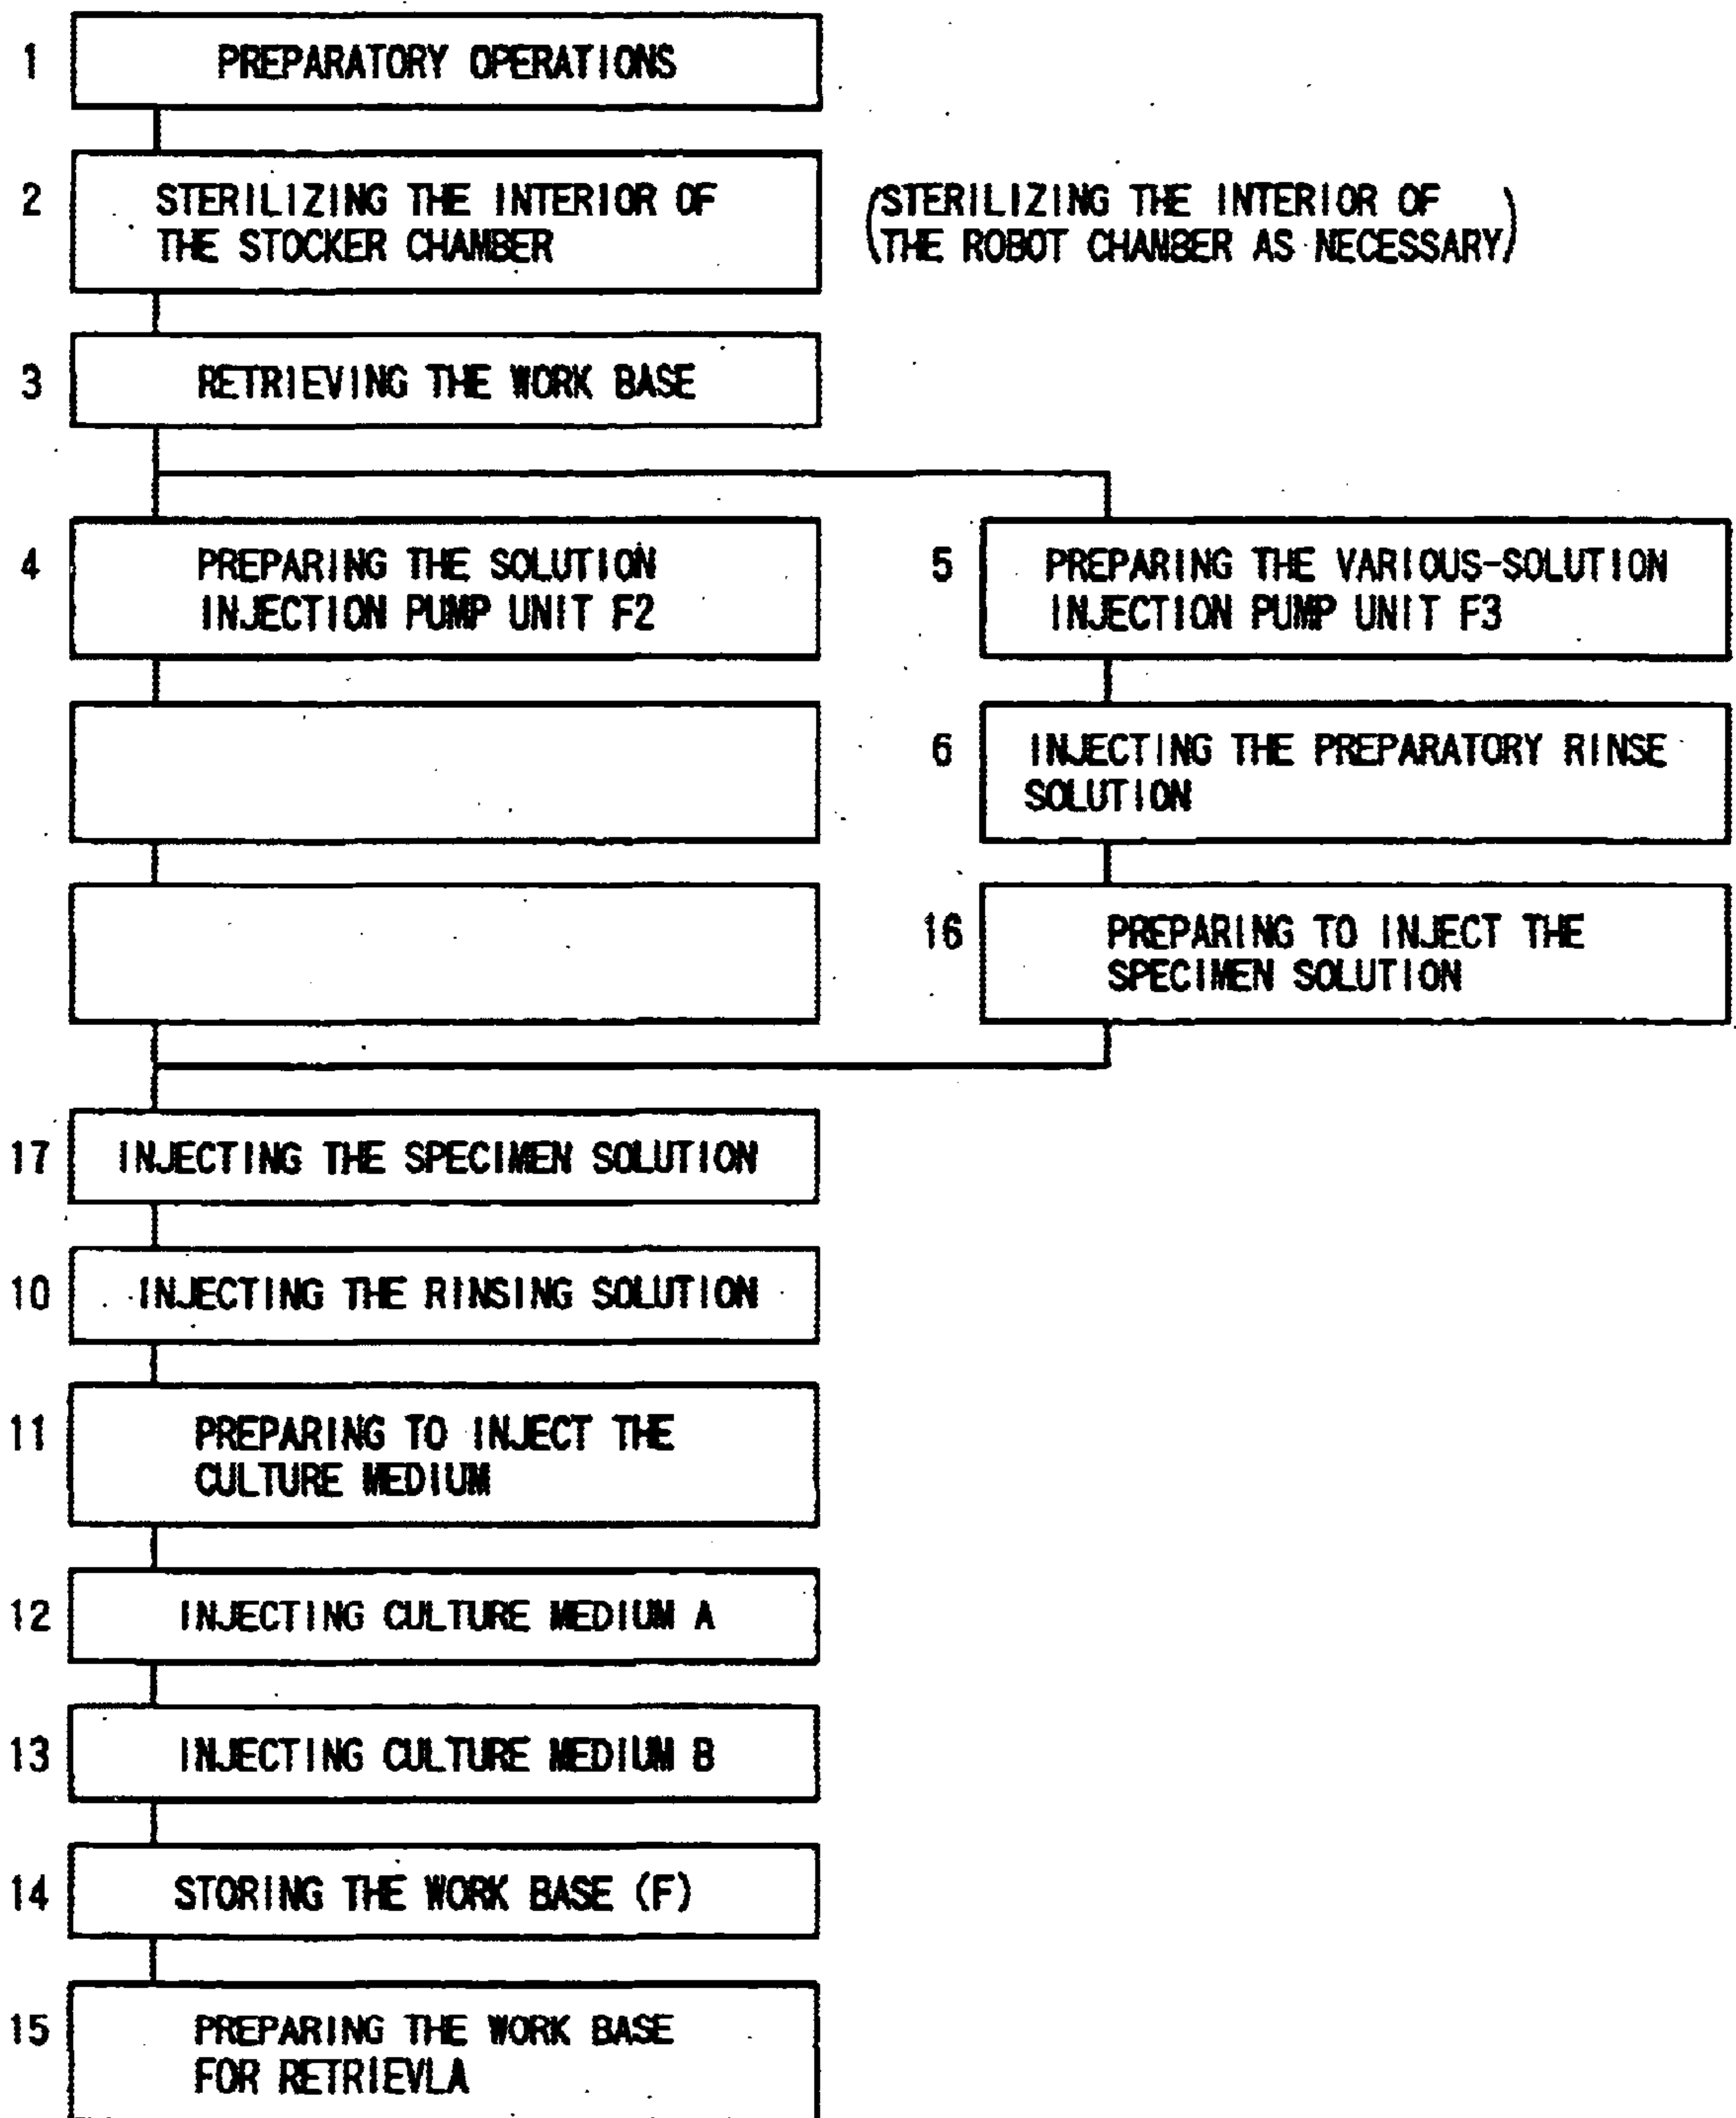 1 PREPARATORY OPERATIONS
2 STERILIZING THE INTERIOR OF
THE STOCKER CHAMBER
(STERILIZING THE INTERIOR OF
THE ROBOT CHAMBER AS NECESSARY)
3 RETRIEVING THE WORK BASE
4 PREPARING THE SOLUTION
INJECTION PUMP UNIT F2
5 PREPARING THE VARIOUS-SOLUTION
INJECTION PUMP UNIT F3
6 INJECTING THE PREPARATORY RINSE
SOLUTION
16 PREPARING TO INJECT THE
SPECIMEN SOLUTION
17 INJECTING THE SPECIMEN SOLUTION
10 INJECTING THE RINSING SOLUTION
11 PREPARING TO INJECT THE
CULTURE MEDIUM
12 INJECTING CULTURE MEDIUM A
13 INJECTING CULTURE MEDIUM B
14 STORING THE WORK BASE (F)
15 PREPARING THE WORK BASE
FOR RETRIEVLA